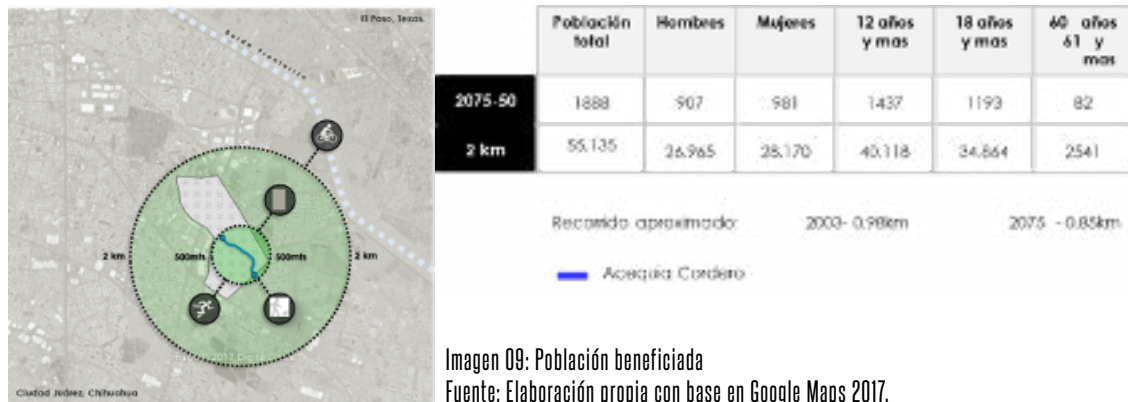 El Paso, Texas.
2 km
500mts
500mts
2 km
Ciudad Juárez, Chihuahua
Población total Hombres Mujeres 12 años y mas 18 años y mas 60 años 61 y mas
2075-50 1888 907 981 1437 1193 82
2 km 55,135 26,965 28,170 40,118 34,864 2541
Recorrido aproximado: 2003- 0.98km 2075 - 0.85km
Acequia Cordero
Imagen 09: Población beneficiada
Fuente: Elaboración propia con base en Google Maps 2017.